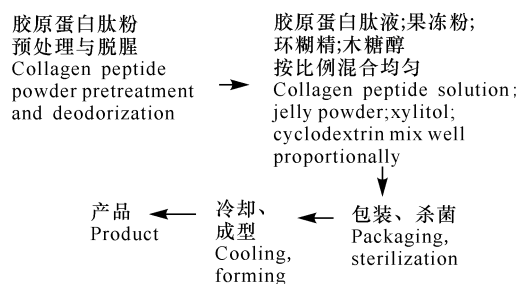 胶原蛋白肽粉
预处理与脱腥
Collagen peptide
powder pretreatment
and deodorization
胶原蛋白肽液;果冻粉;
环糊精;木糖醇
按比例混合均匀
Collagen peptide solution;
jelly powder;xylitol;
cyclodextrin mix well
proportionally
包装、杀菌
Packaging,
sterilization
冷却、
成型
Cooling,
forming
产品
Product